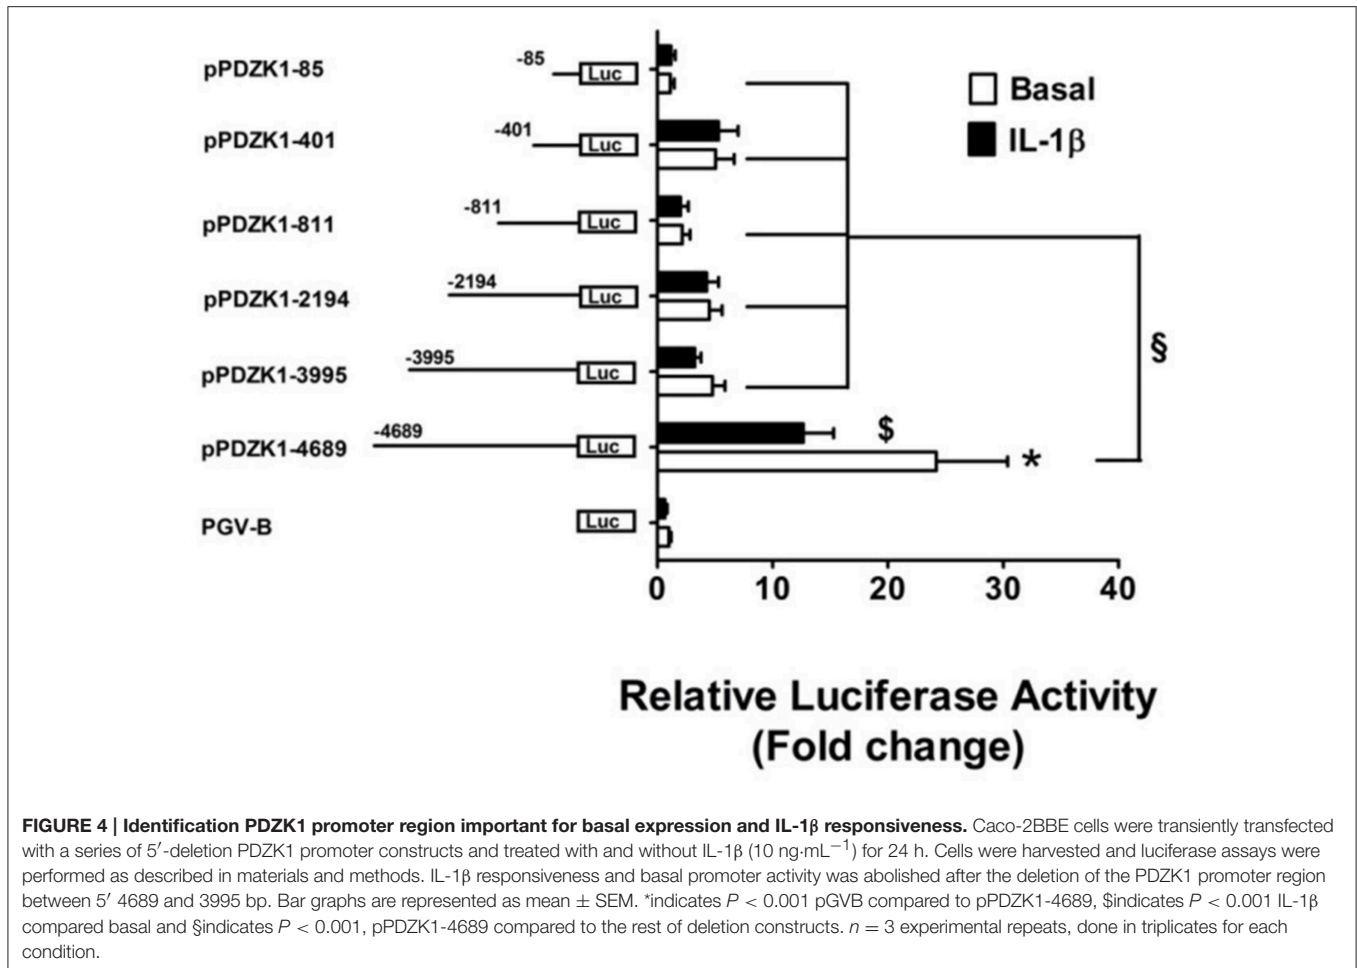 pPDZK1-85
-85
Luc
Basal
IL-1β
pPDZK1-401
-401
Luc
pPDZK1-811
-811
Luc
pPDZK1-2194
-2194
Luc
§
pPDZK1-3995
-3995
Luc
pPDZK1-4689
-4689
Luc
$
*
PGV-B
Luc
0 10 20 30 40
Relative Luciferase Activity
(Fold change)
FIGURE 4 | Identification PDZK1 promoter region important for basal expression and IL-1β responsiveness. Caco-2BBE cells were transiently transfected
with a series of 5′-deletion PDZK1 promoter constructs and treated with and without IL-1β (10 ng·mL−1) for 24 h. Cells were harvested and luciferase assays were
performed as described in materials and methods. IL-1β responsiveness and basal promoter activity was abolished after the deletion of the PDZK1 promoter region
between 5′ 4689 and 3995 bp. Bar graphs are represented as mean ± SEM. *indicates P < 0.001 pGVB compared to pPDZK1-4689, $indicates P < 0.001 IL-1β
compared basal and §indicates P < 0.001, pPDZK1-4689 compared to the rest of deletion constructs. n = 3 experimental repeats, done in triplicates for each
condition.